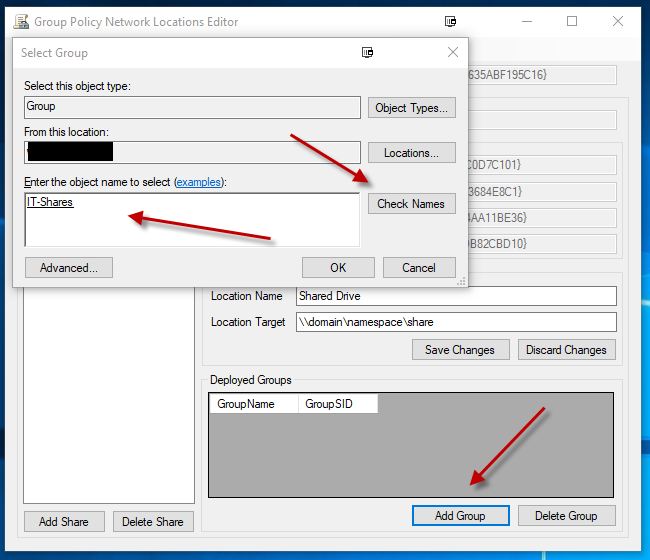 Group Policy Network Locations Editor
Select Group
Select this object type:
Group
Object Types...
From this location:
Locations...
Enter the object name to select (examples):
IT-Shares
Check Names
Advanced...
OK
Cancel
635ABF195C16}
C0D7C101}
3684E8C1}
4AA11BE36}
DB82CBD10}
Location Name
Shared Drive
Location Target
\\domain\namespace\share
Save Changes
Discard Changes
Deployed Groups
GroupName
GroupSID
Add Share
Delete Share
Add Group
Delete Group